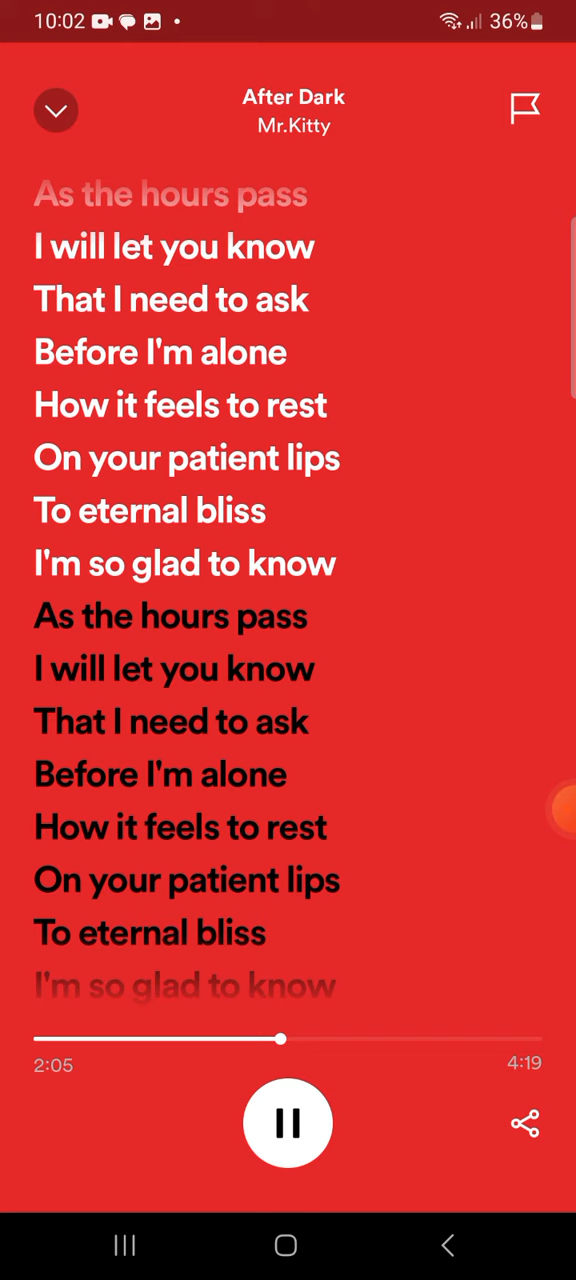 10:02
36%
After Dark
Mr.Kitty
As the hours pass
I will let you know
That I need to ask
Before I'm alone
How it feels to rest
On your patient lips
To eternal bliss
I'm so glad to know
As the hours pass
I will let you know
That I need to ask
Before I'm alone
How it feels to rest
On your patient lips
To eternal bliss
I'm so glad to know
2:05
4:19